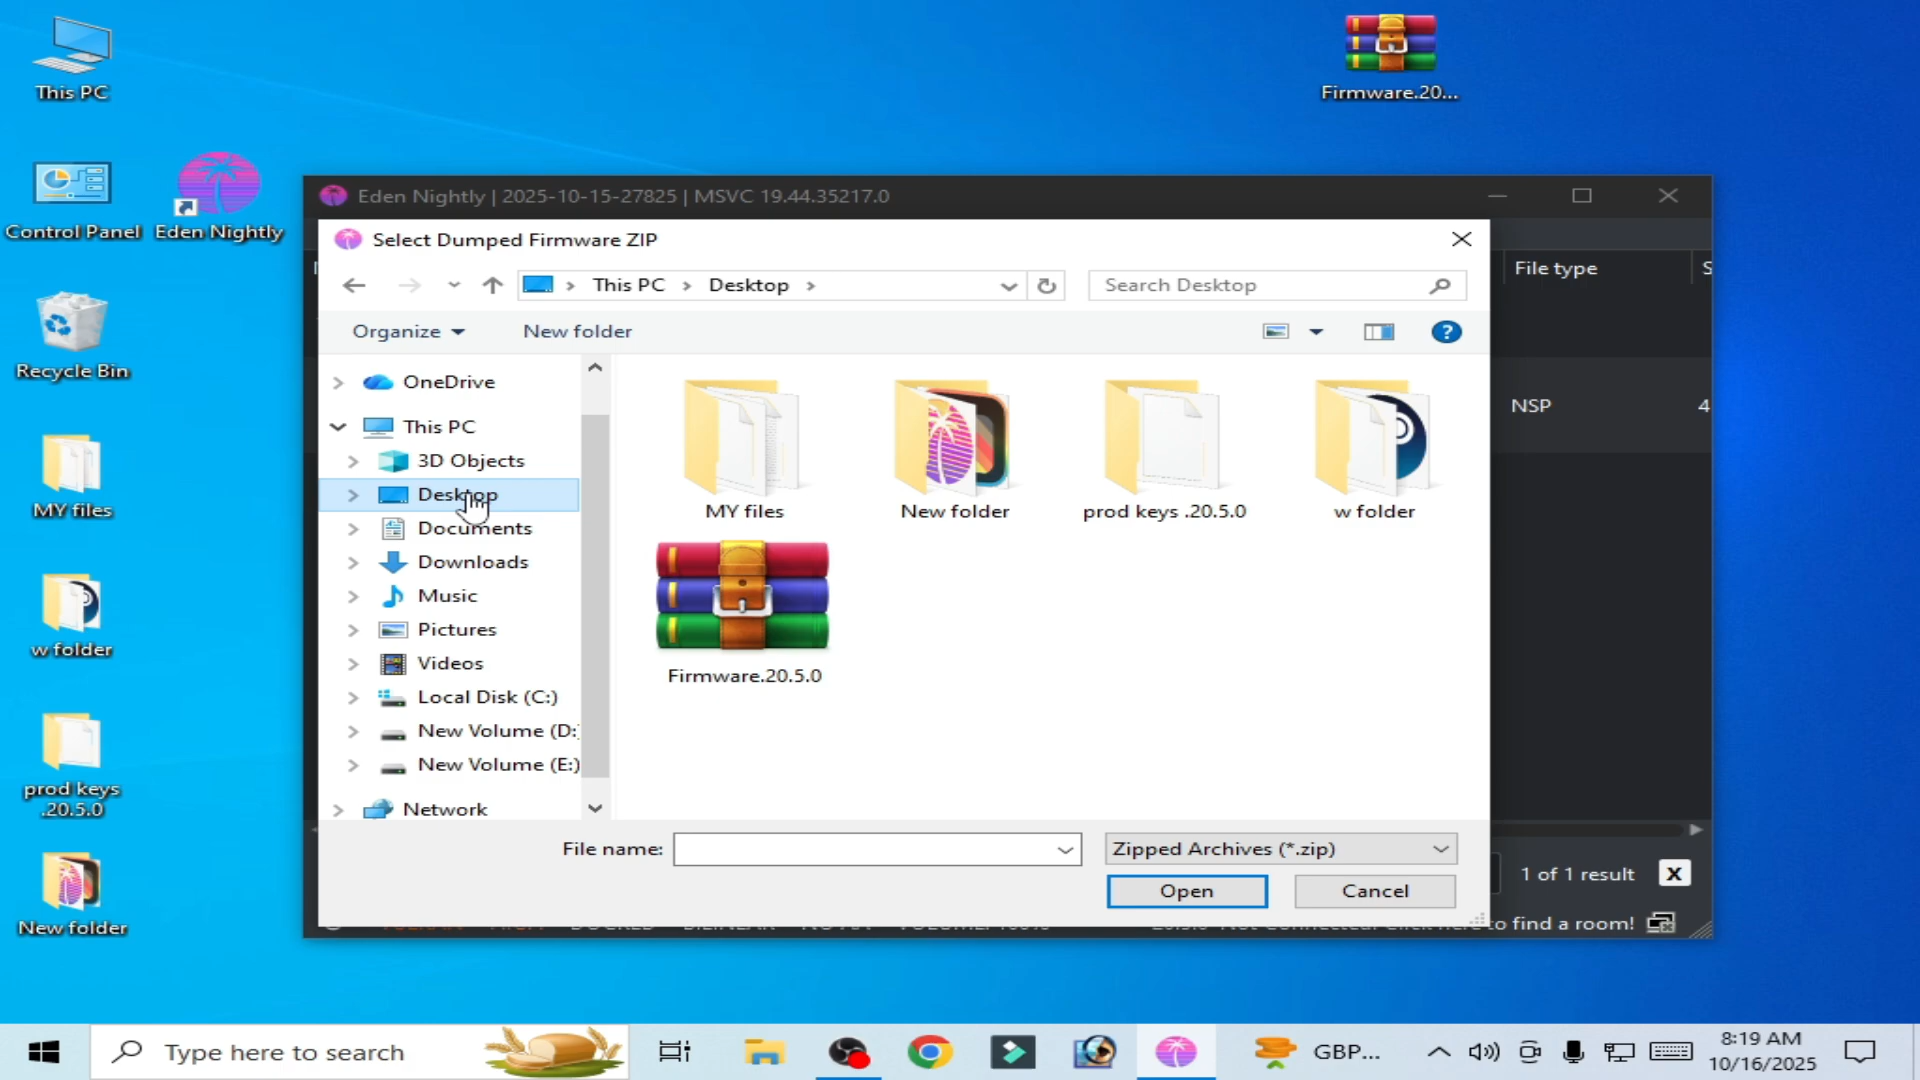 This PC
Firmware.20...
Control Panel
Eden Nightly
Recycle Bin
MY files
w folder
prod keys
.20.5.0
New folder
Eden Nightly | 2025-10-15-27825 | MSVC 19.44.35217.0
Select Dumped Firmware ZIP
This PC
Desktop
Search Desktop
Organize
New folder
?
File type
S
OneDrive
This PC
3D Objects
Desktop
Documents
Downloads
Music
Pictures
Videos
Local Disk (C:)
New Volume (D:
New Volume (E:)
Network
MY files
New folder
prod keys .20.5.0
w folder
Firmware.20.5.0
NSP
4
File name:
Zipped Archives (*.zip)
Open
Cancel
1 of 1 result
X
to find a room!
Type here to search
GBP...
8:19 AM
10/16/2025